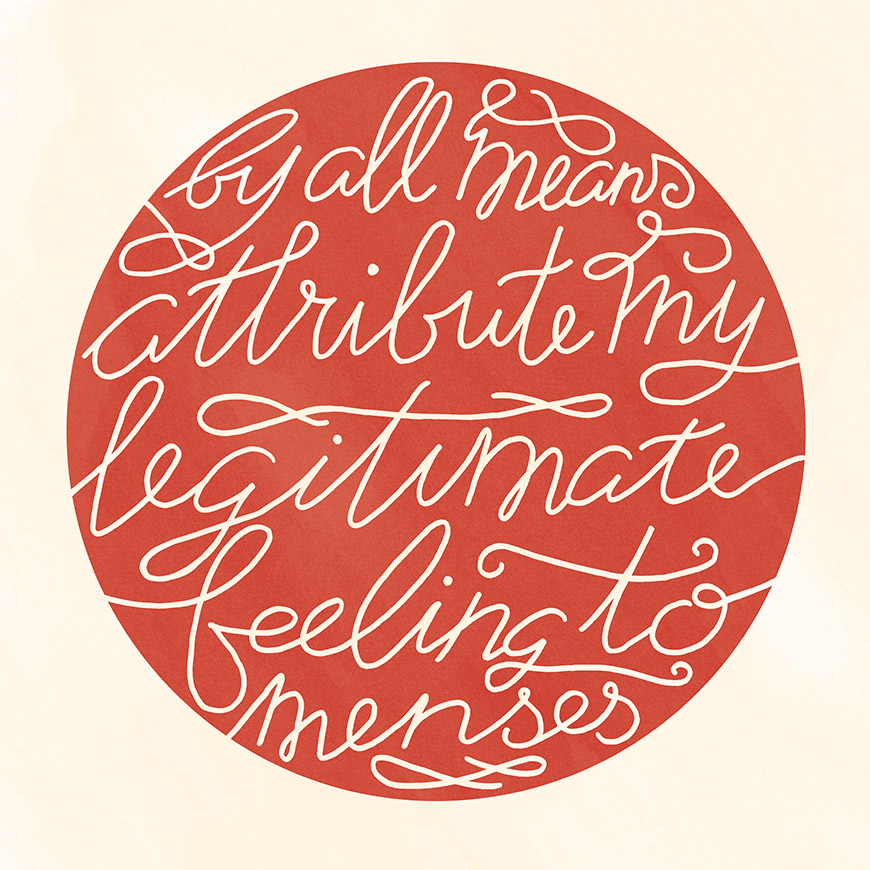 by all means
attribute my
legitimate
feeling to
menses